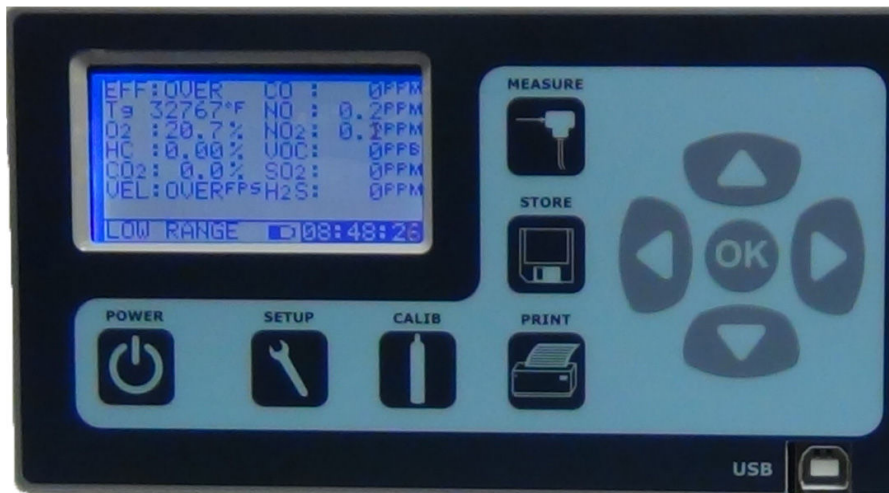 EFF:OVER CO : 0PPM
Tg 32767°F NO : 0.2PPM
O2 :20.7% NO2: 0.1PPM
HC :0.00% VOC: 0PPB
CO2: 0.0% SO2: 0PPM
VEL:OVERFPS H2S: 0PPM
LOW RANGE 08:48:26
MEASURE
STORE
OK
POWER SETUP CALIB PRINT
USB